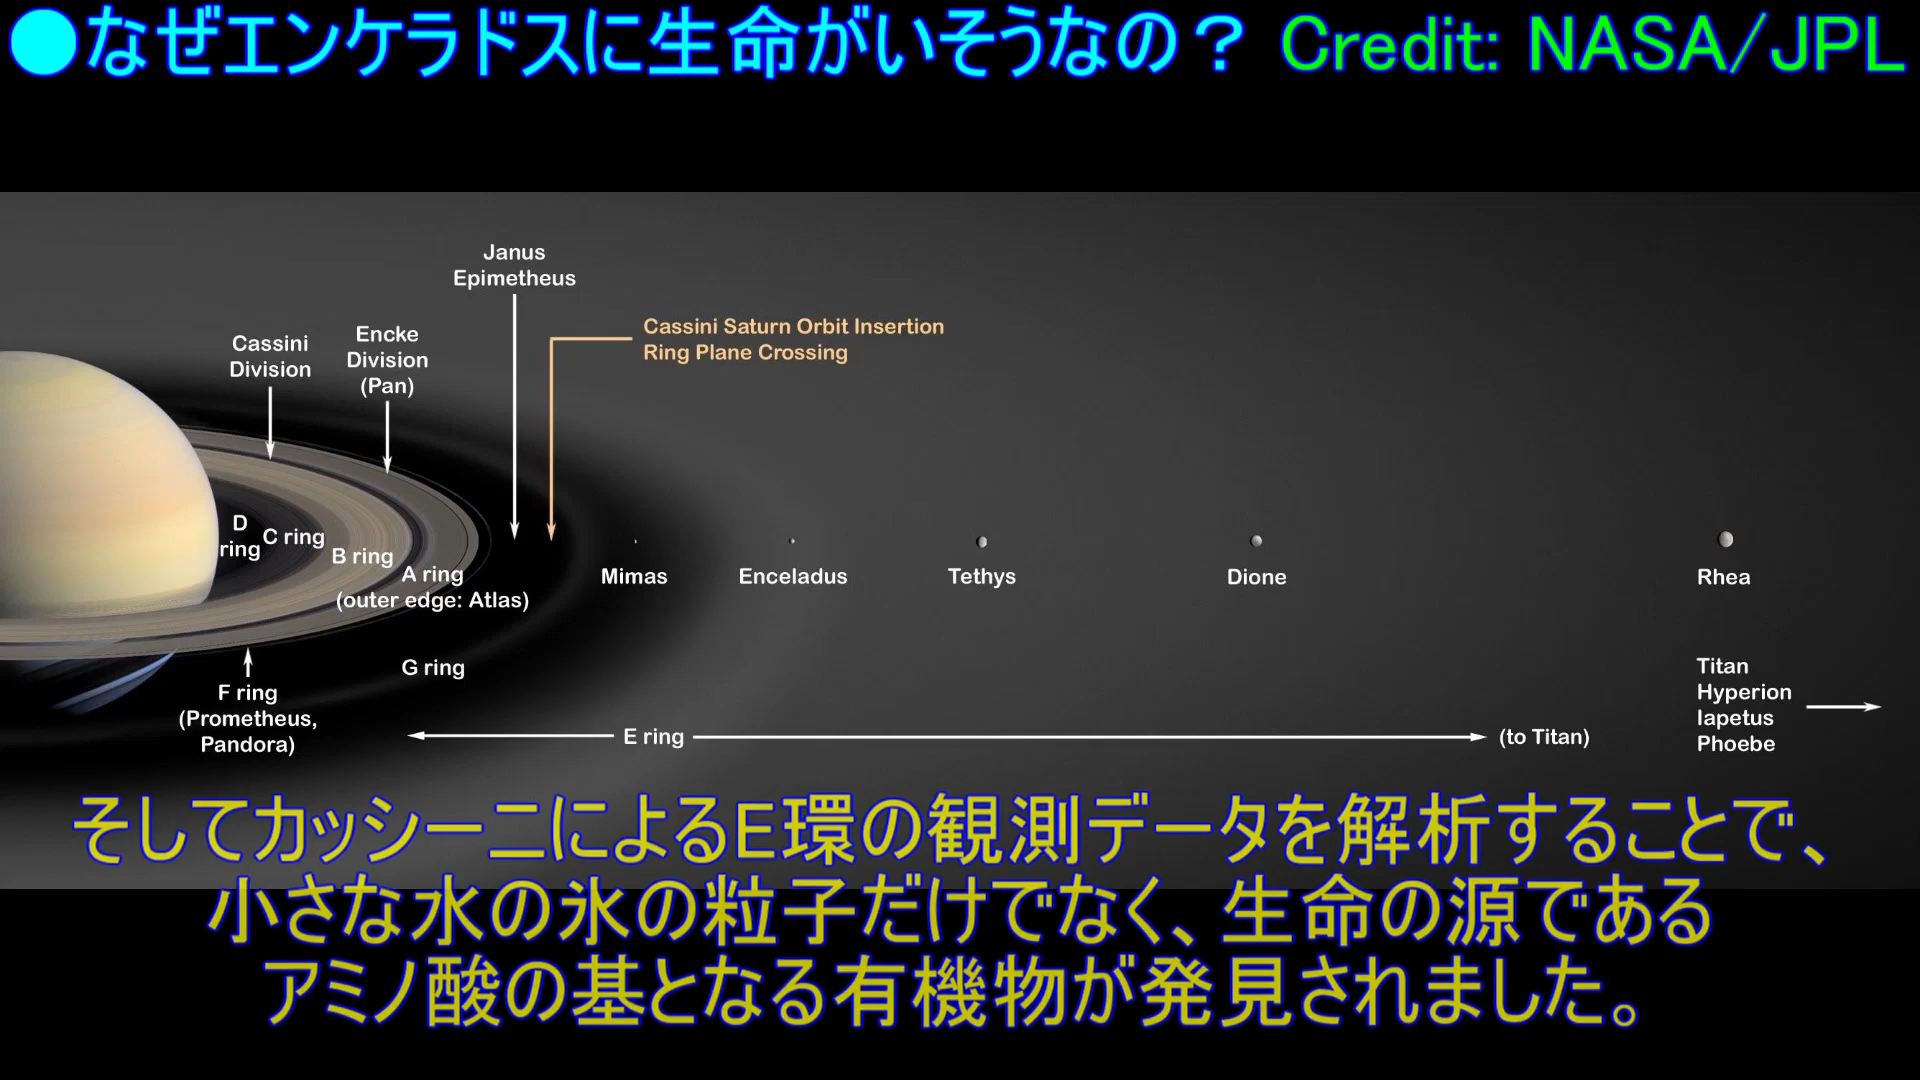 ●なぜエンケラドスに生命がいそうなの？ Credit: NASA/JPL
Janus
Epimetheus
Cassini Saturn Orbit Insertion
Ring Plane Crossing
Cassini
Division
Encke
Division
(Pan)
D
ring
C ring
B ring
A ring
(outer edge: Atlas)
Mimas
Enceladus
Tethys
Dione
Rhea
G ring
F ring
(Prometheus,
Pandora)
E ring
(to Titan)
Titan
Hyperion
Iapetus
Phoebe
そしてカッシーニによるE環の観測データを解析することで、
小さな水の氷の粒子だけでなく、生命の源である
アミノ酸の基となる有機物が発見されました。